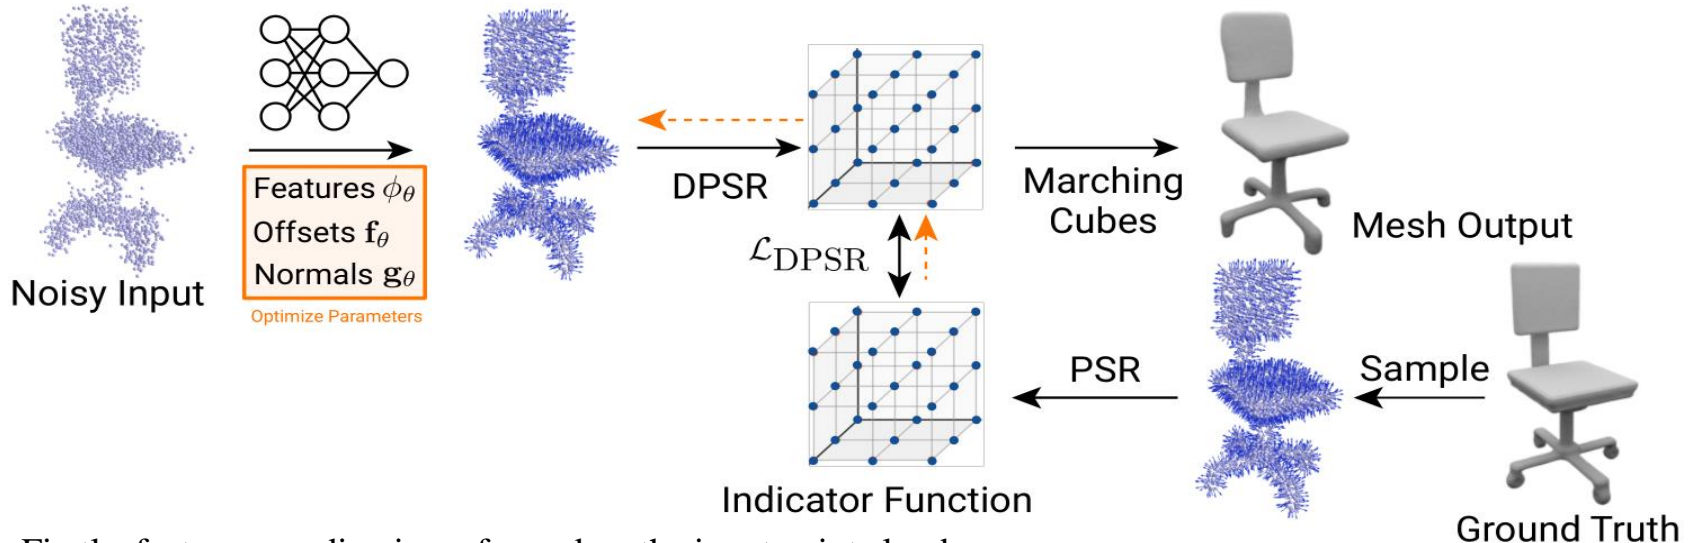 Noisy Input
Features ϕθ
Offsets fθ
Normals gθ
Optimize Parameters
DPSR
Marching
Cubes
Mesh Output
ℒDPSR
PSR
Sample
Indicator Function
Ground Truth